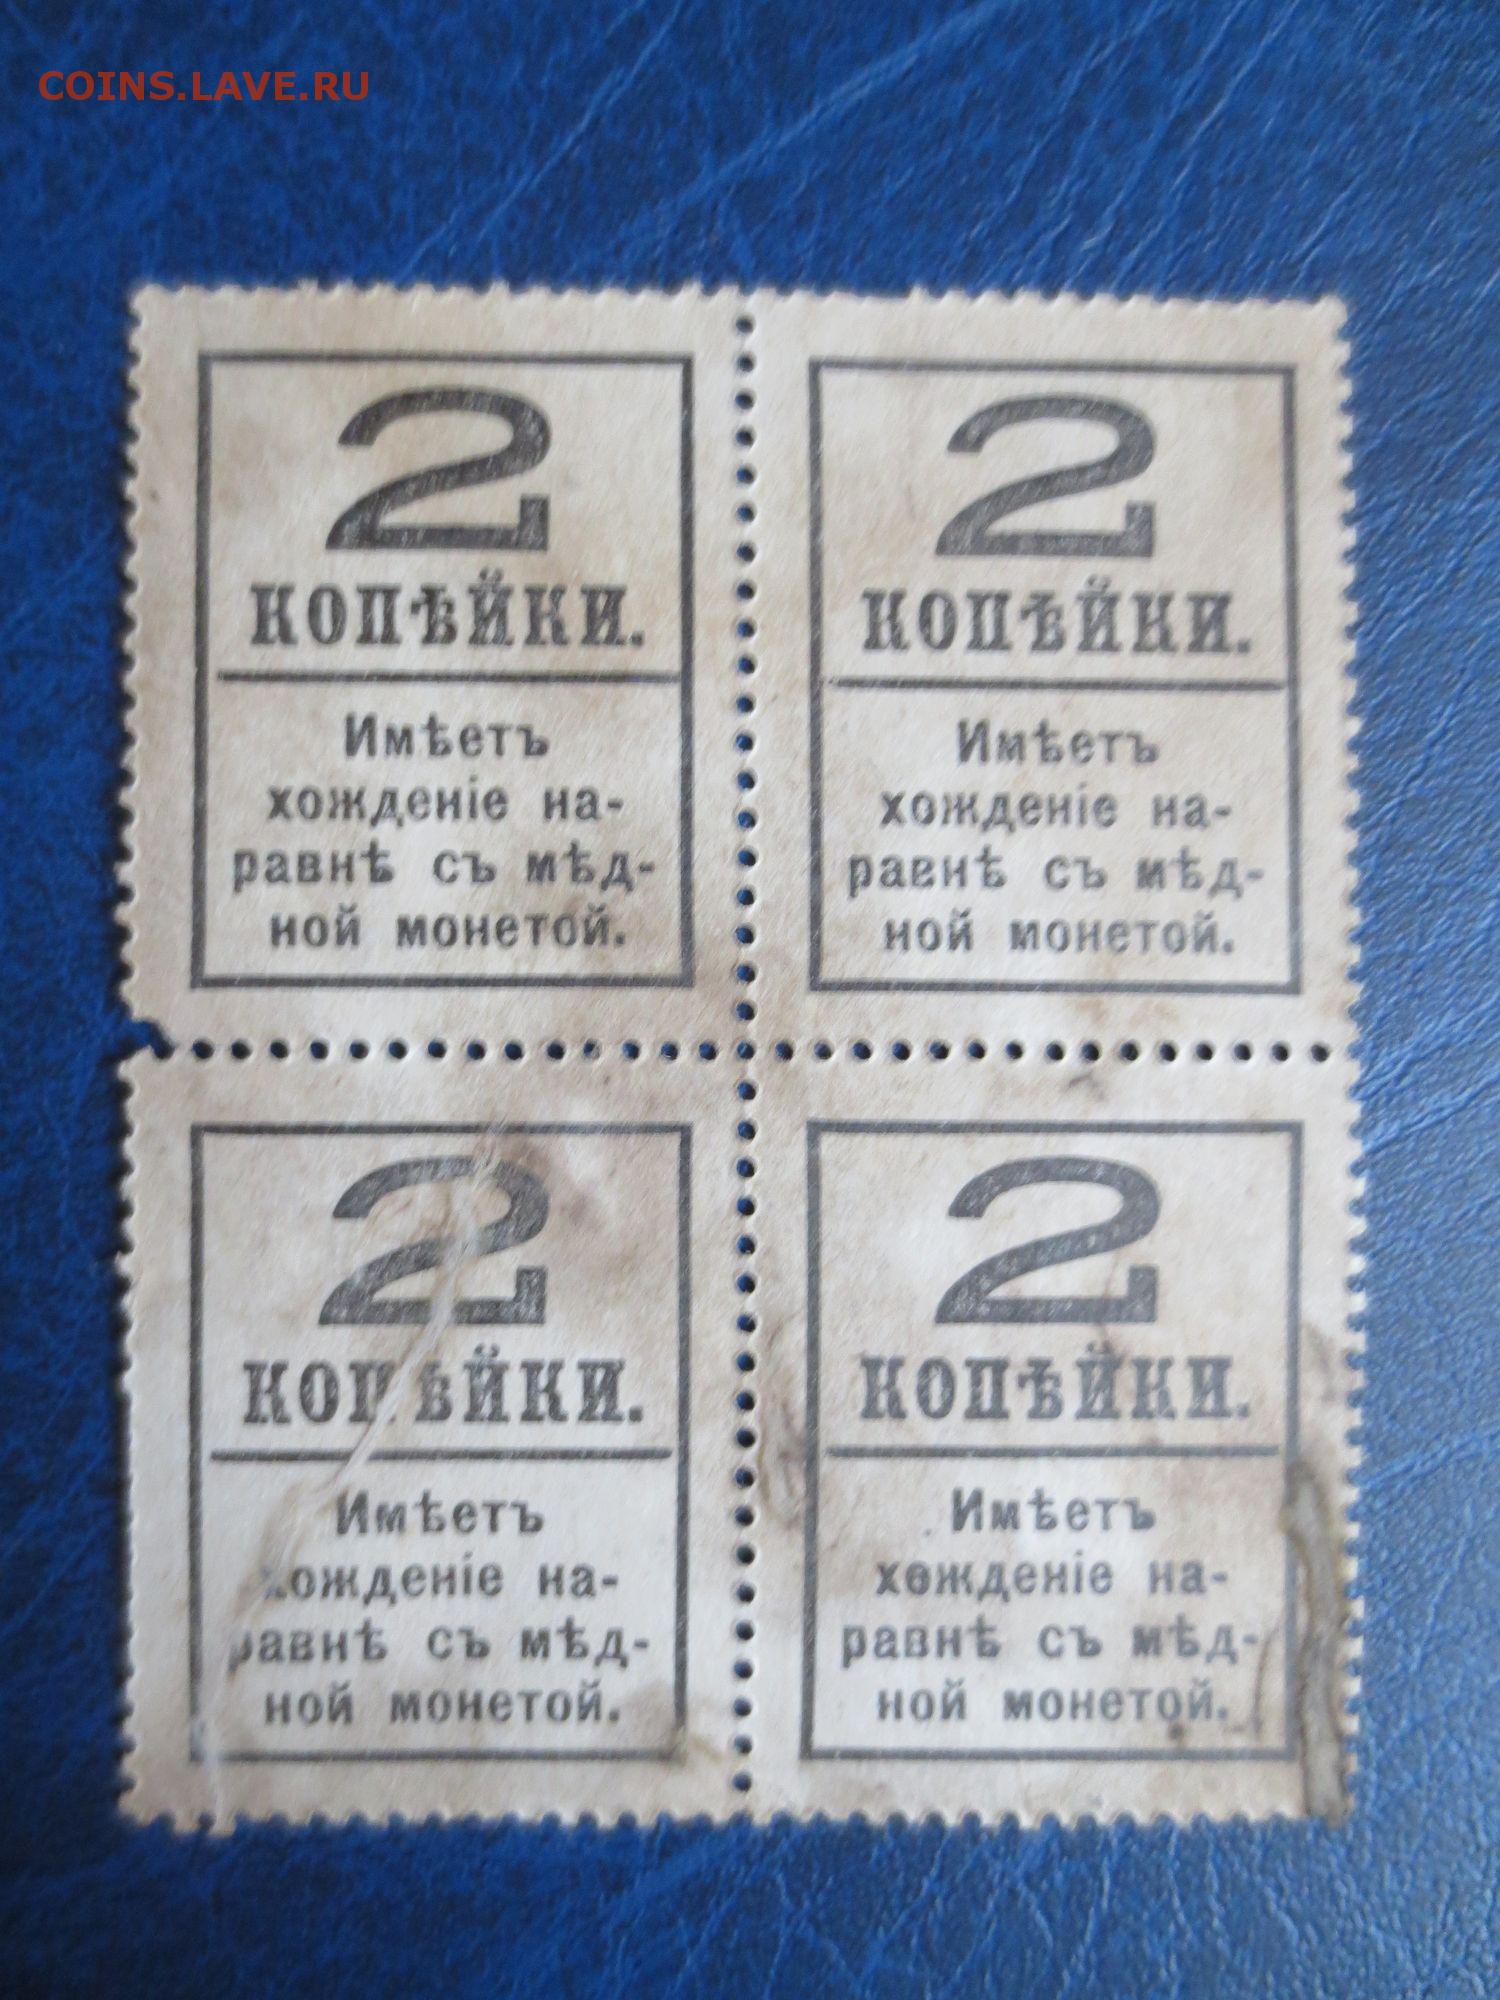 COINS.LAVE.RU
2
КОПѢЙКИ.
Имѣетъ
хожденіе на-
равнѣ съ мѣд-
ной монетой.
2
КОПѢЙКИ.
Имѣетъ
хожденіе на-
равнѣ съ мѣд-
ной монетой.
2
КОПѢЙКИ.
Имѣетъ
хожденіе на-
равнѣ съ мѣд-
ной монетой.
2
КОПѢЙКИ.
Имѣетъ
хожденіе на-
равнѣ съ мѣд-
ной монетой.